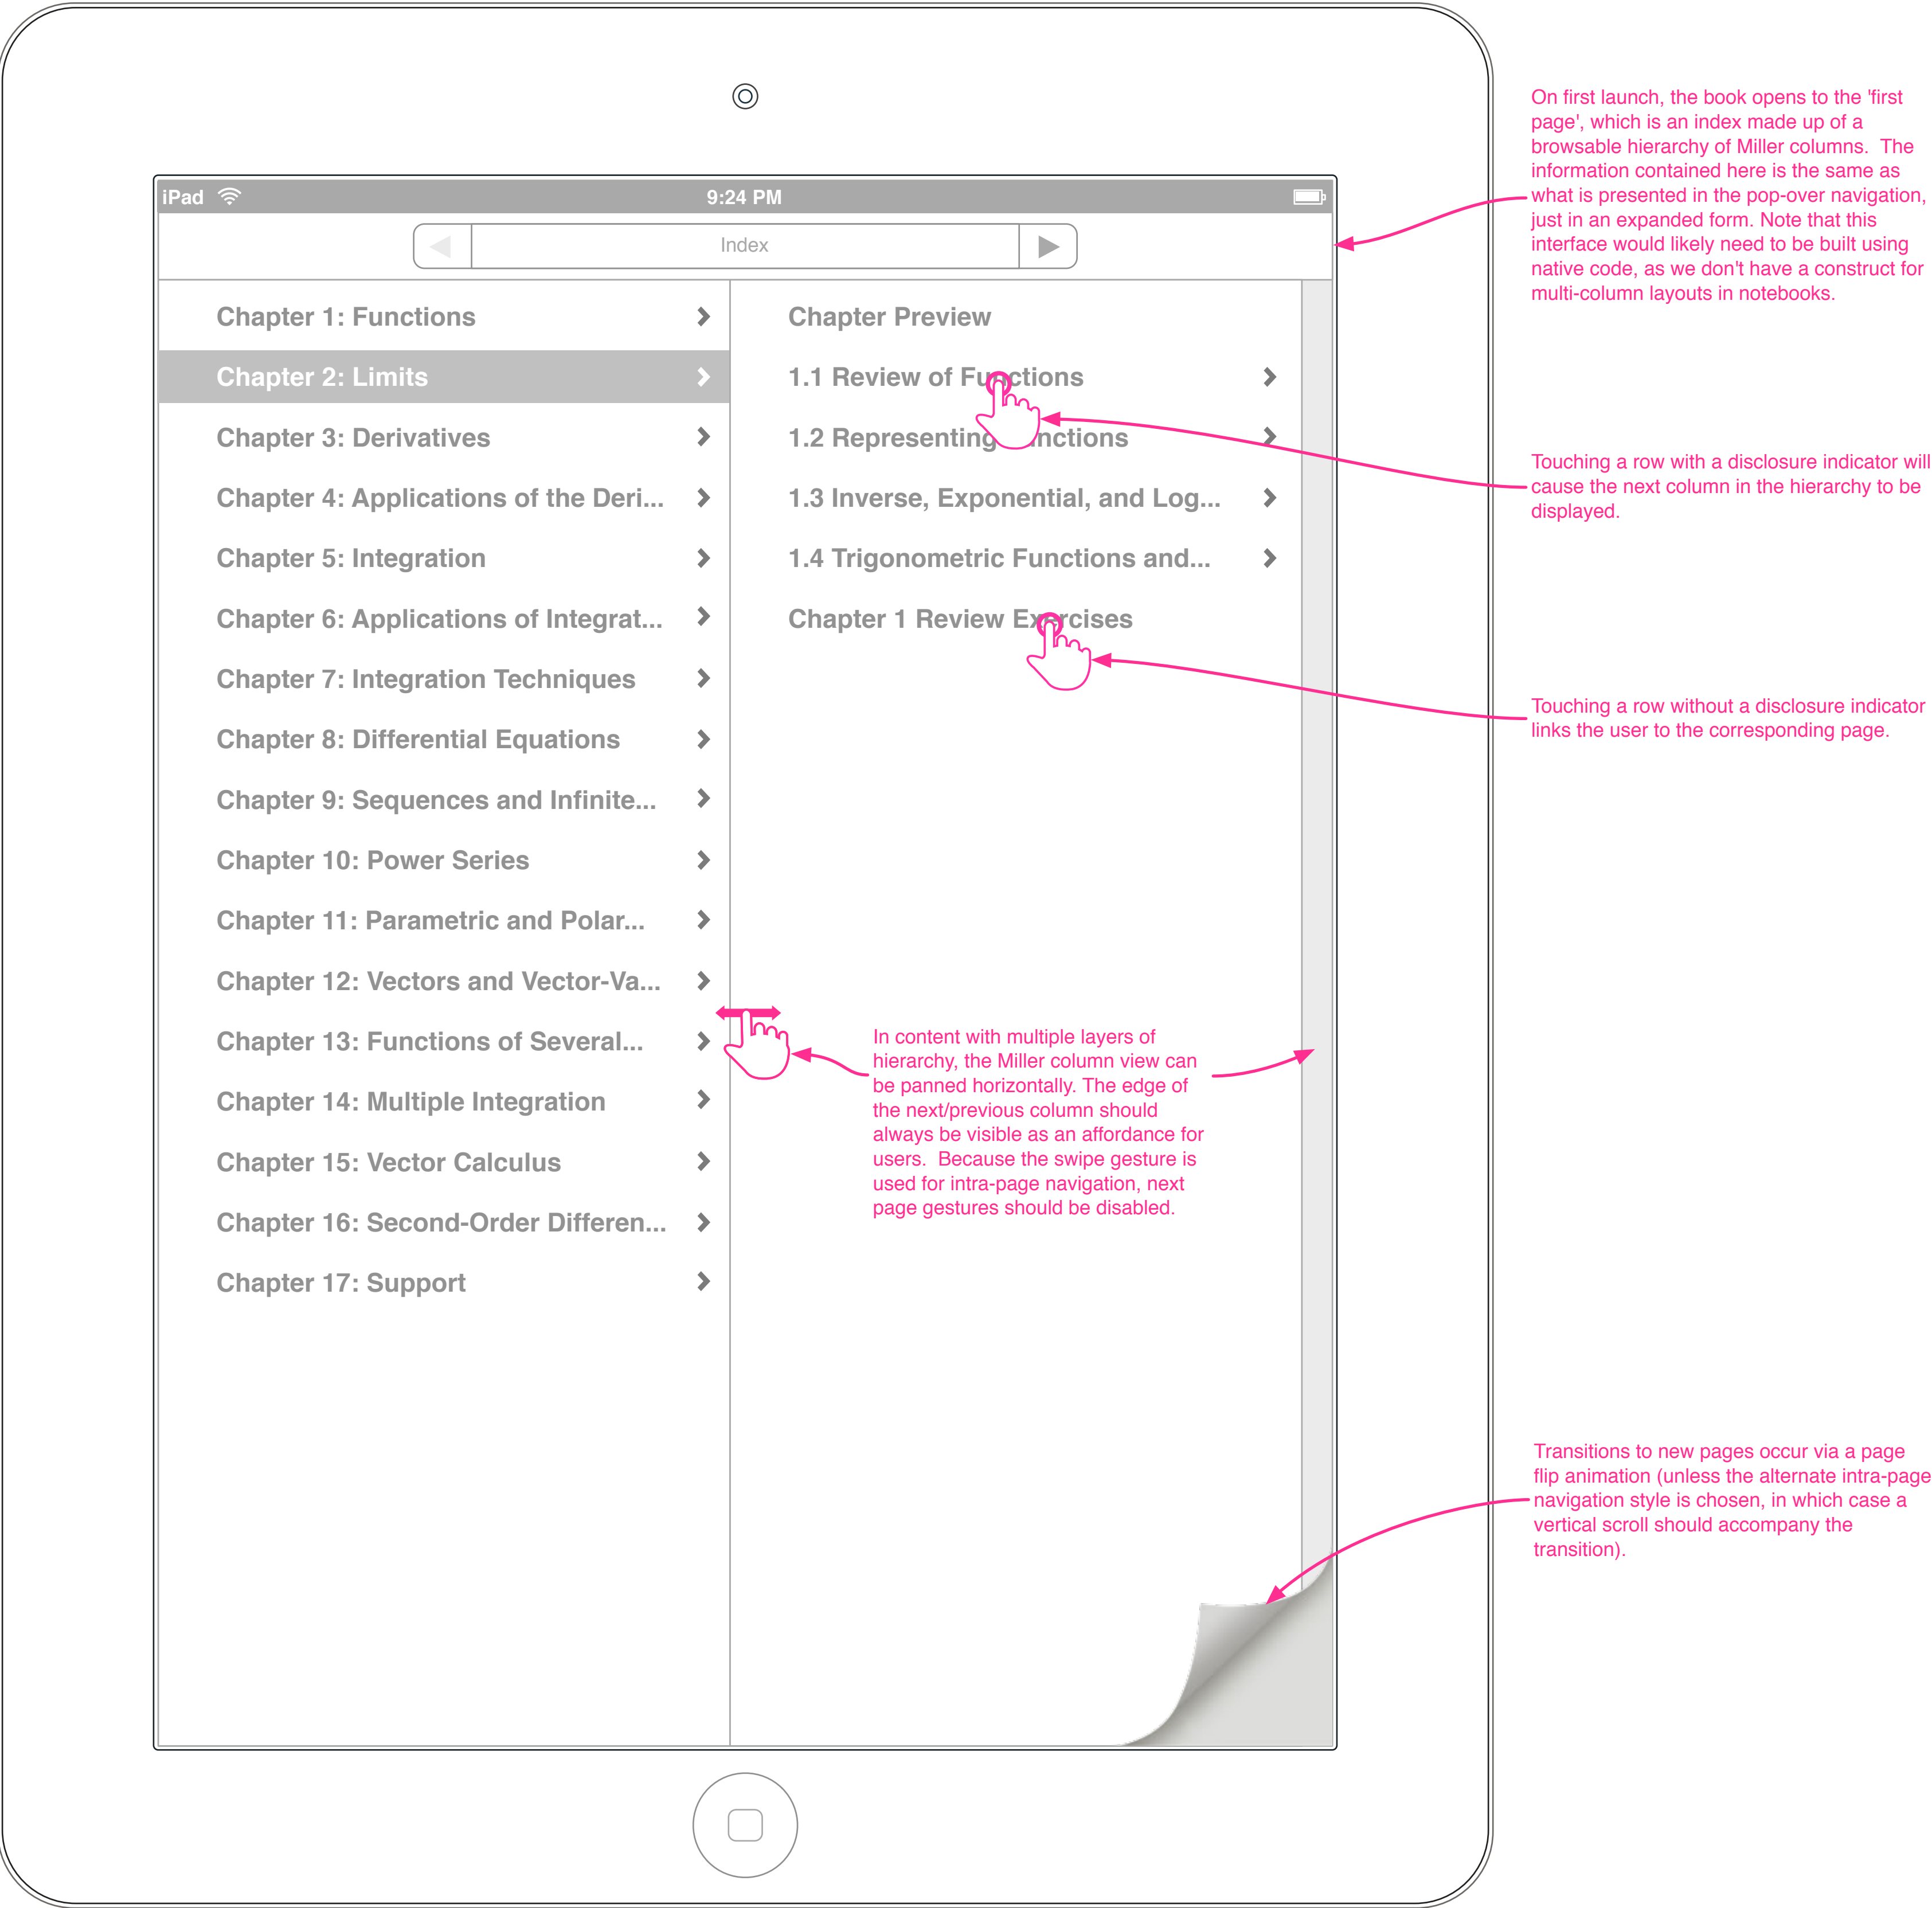 iPad
9:24 PM
Index
Chapter 1: Functions
Chapter 2: Limits
Chapter 3: Derivatives
Chapter 4: Applications of the Deri...
Chapter 5: Integration
Chapter 6: Applications of Integrat...
Chapter 7: Integration Techniques
Chapter 8: Differential Equations
Chapter 9: Sequences and Infinite...
Chapter 10: Power Series
Chapter 11: Parametric and Polar...
Chapter 12: Vectors and Vector-Va...
Chapter 13: Functions of Several...
Chapter 14: Multiple Integration
Chapter 15: Vector Calculus
Chapter 16: Second-Order Differen...
Chapter 17: Support
Chapter Preview
1.1 Review of Functions
1.2 Representing Functions
1.3 Inverse, Exponential, and Log...
1.4 Trigonometric Functions and...
Chapter 1 Review Exercises
In content with multiple layers of
hierarchy, the Miller column view can
be panned horizontally. The edge of
the next/previous column should
always be visible as an affordance for
users.  Because the swipe gesture is
used for intra-page navigation, next
page gestures should be disabled.
On first launch, the book opens to the 'first
page', which is an index made up of a
browsable hierarchy of Miller columns.  The
information contained here is the same as
what is presented in the pop-over navigation,
just in an expanded form. Note that this
interface would likely need to be built using
native code, as we don't have a construct for
multi-column layouts in notebooks.
Touching a row with a disclosure indicator will
cause the next column in the hierarchy to be
displayed.
Touching a row without a disclosure indicator
links the user to the corresponding page.
Transitions to new pages occur via a page
flip animation (unless the alternate intra-page
navigation style is chosen, in which case a
vertical scroll should accompany the
transition).